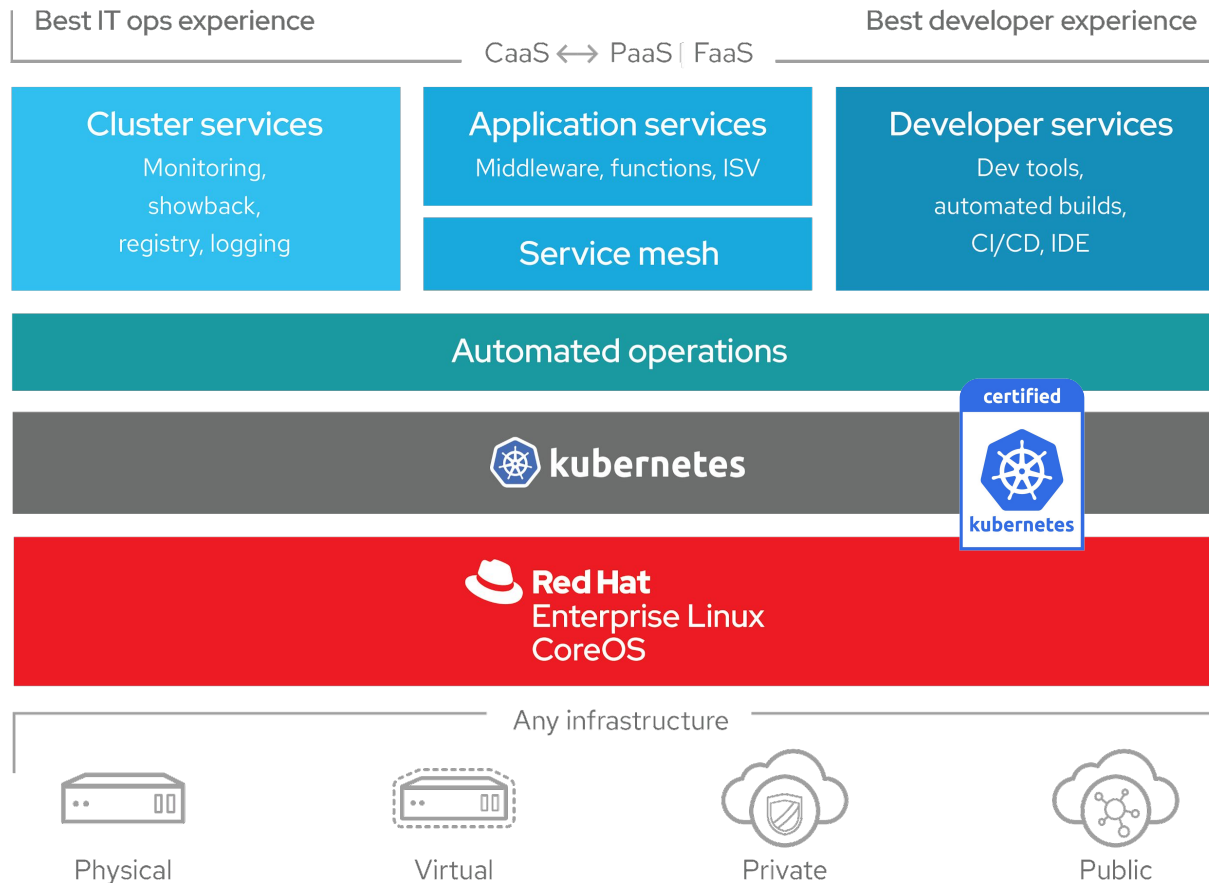 Best IT ops experience
Best developer experience
CaaS ↔ PaaS | FaaS
Cluster services
Monitoring,
showback,
registry, logging
Application services
Middleware, functions, ISV
Service mesh
Developer services
Dev tools,
automated builds,
CI/CD, IDE
Automated operations
certified
kubernetes
kubernetes
Red Hat
Enterprise Linux
CoreOS
Any infrastructure
Physical
Virtual
Private
Public